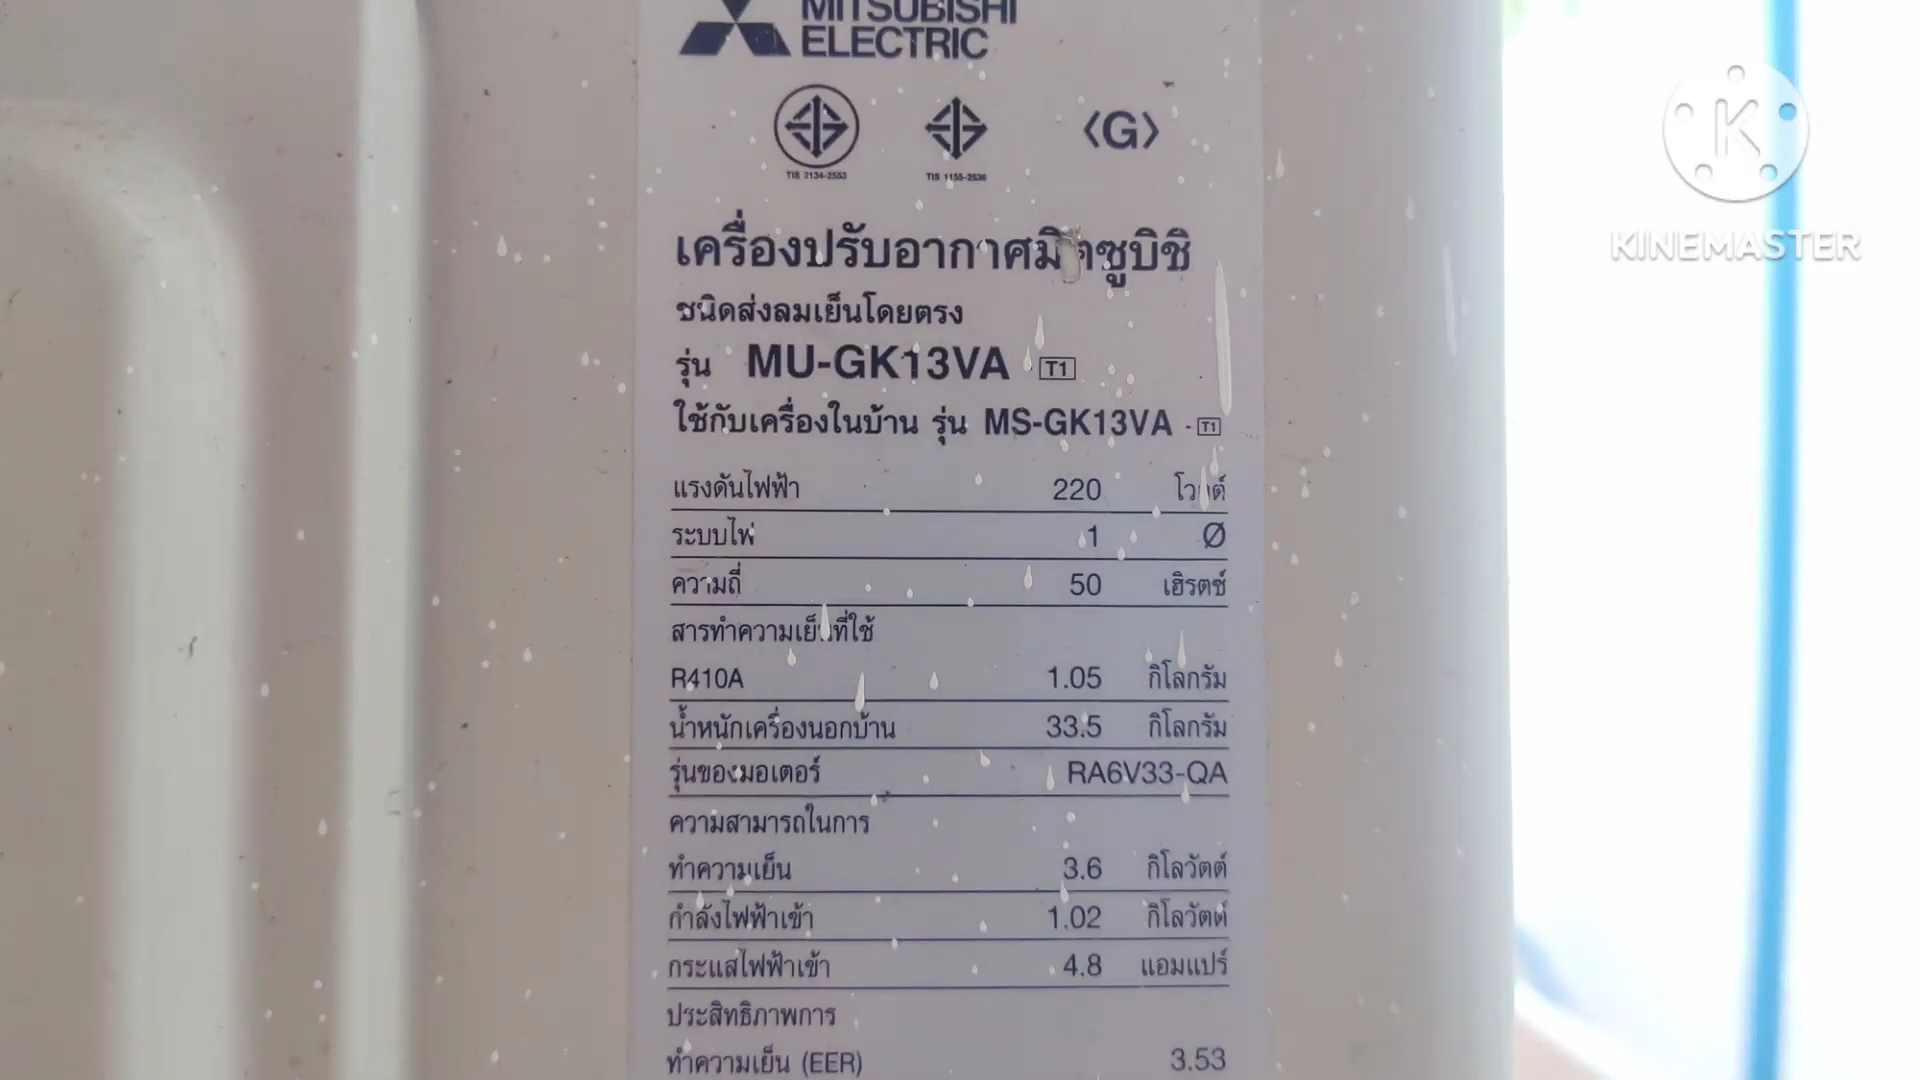 MITSUBISHI
ELECTRIC
TIS 2134-2553 TIS 1155-2536 <G>
KINEMASTER
เครื่องปรับอากาศมิตซูบิชิ
ชนิดส่งลมเย็นโดยตรง
รุ่น MU-GK13VA T1
ใช้กับเครื่องในบ้าน รุ่น MS-GK13VA - T1
แรงดันไฟฟ้า 220 โวลต์
ระบบไฟ 1 Ø
ความถี่ 50 เฮิรตซ์
สารทำความเย็นที่ใช้
R410A 1.05 กิโลกรัม
น้ำหนักเครื่องนอกบ้าน 33.5 กิโลกรัม
รุ่นของมอเตอร์ RA6V33-QA
ความสามารถในการ
ทำความเย็น 3.6 กิโลวัตต์
กำลังไฟฟ้าเข้า 1.02 กิโลวัตต์
กระแสไฟฟ้าเข้า 4.8 แอมแปร์
ประสิทธิภาพการ
ทำความเย็น (EER) 3.53